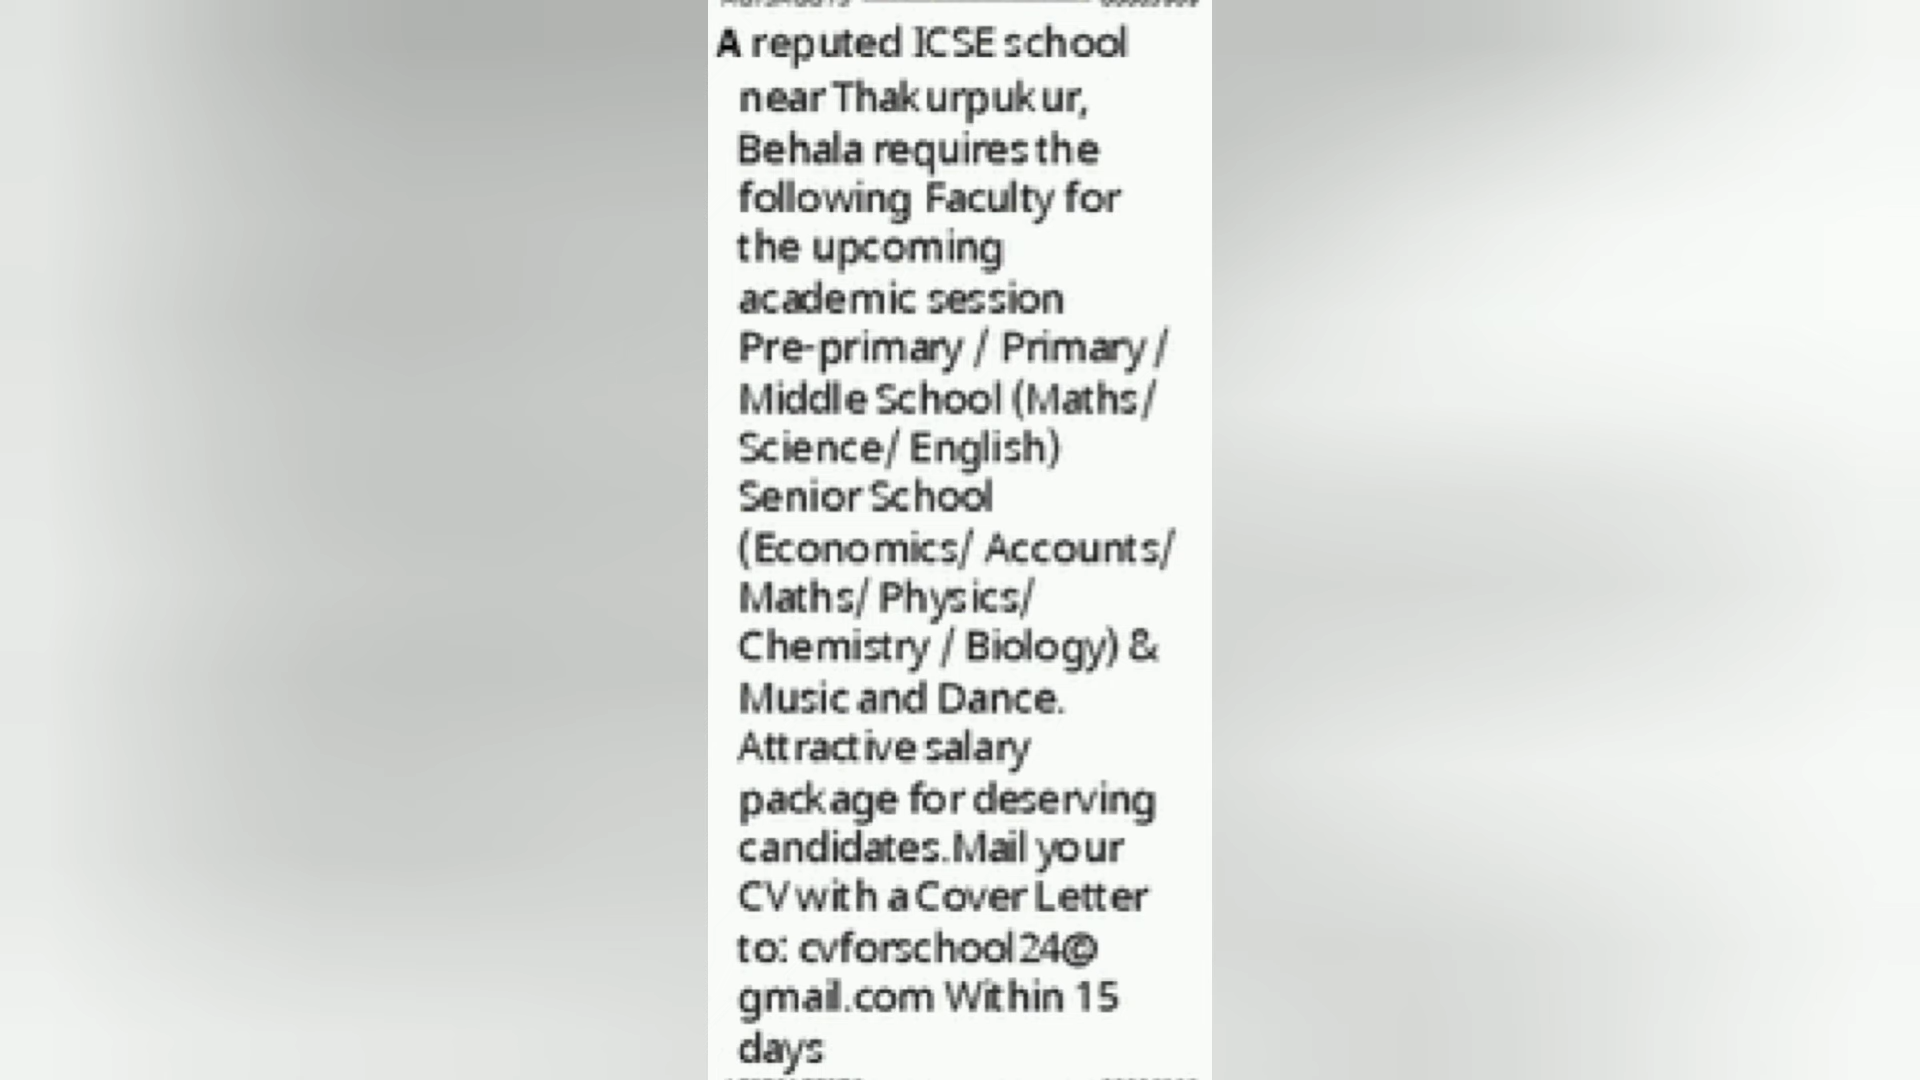 A reputed ICSE school
near Thakurpukur,
Behala requires the
following Faculty for
the upcoming
academic session
Pre-primary / Primary /
Middle School (Maths/
Science/ English)
Senior School
(Economics/ Accounts/
Maths/ Physics/
Chemistry / Biology) &
Music and Dance.
Attractive salary
package for deserving
candidates.Mail your
CV with a Cover Letter
to: cvforschool24@
gmail.com Within 15
days